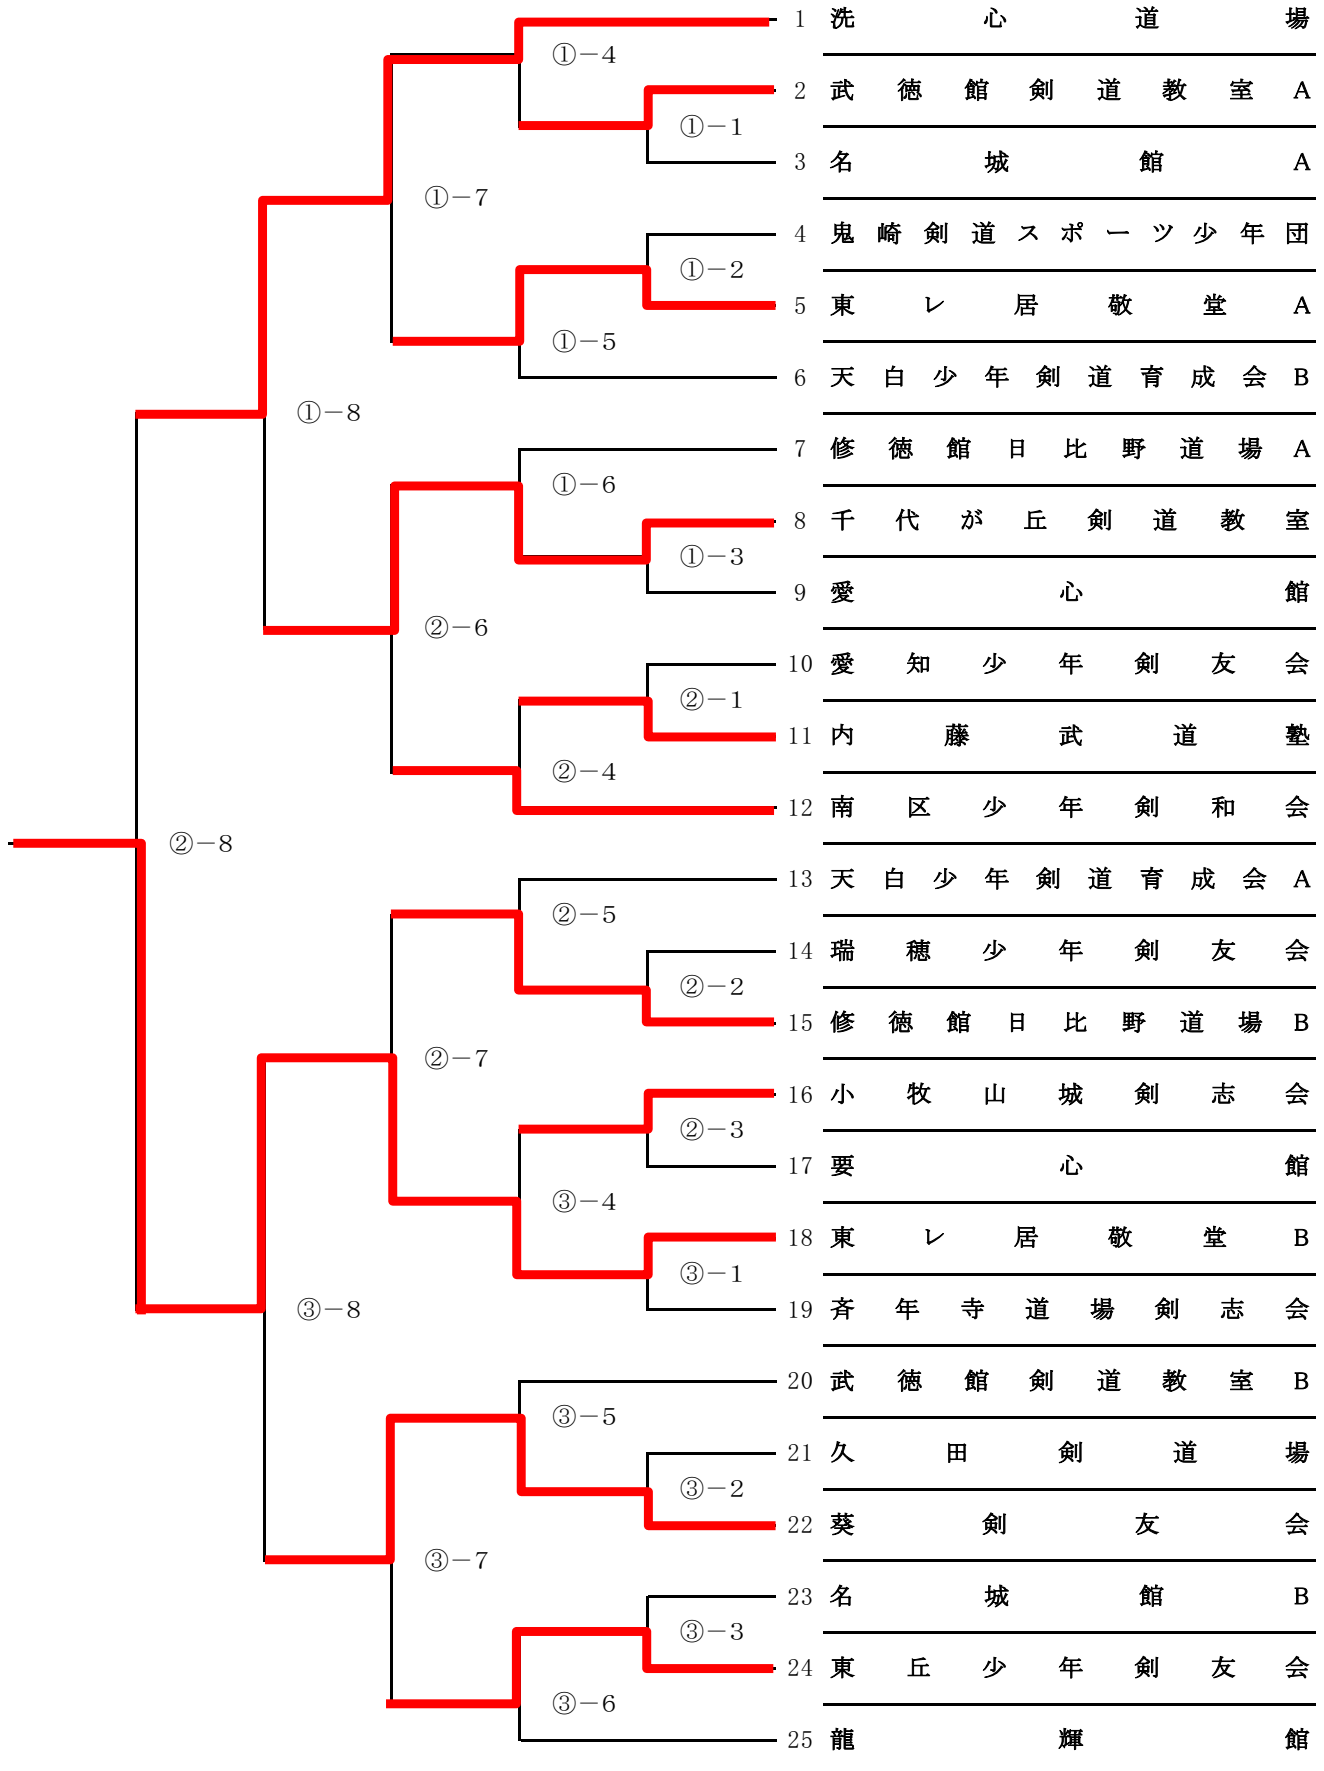 1 洗心道場
①−4
2 武徳館剣道教室A
①−1
3 名城館A
①−7
4 鬼崎剣道スポーツ少年団
①−2
5 東レ居敬堂A
①−5
6 天白少年剣道育成会B
①−8
7 修徳館日比野道場A
①−6
8 千代が丘剣道教室
①−3
9 愛心館
②−6
10 愛知少年剣友会
②−1
11 内藤武道塾
②−4
12 南区少年剣和会
②−8
13 天白少年剣道育成会A
②−5
14 瑞穂少年剣友会
②−2
15 修徳館日比野道場B
②−7
16 小牧山城剣志会
②−3
17 要心館
③−4
18 東レ居敬堂B
③−1
19 斉年寺道場剣志会
③−8
20 武徳館剣道教室B
③−5
21 久田剣道場
③−2
22 葵剣友会
③−7
23 名城館B
③−3
24 東丘少年剣友会
③−6
25 龍輝館